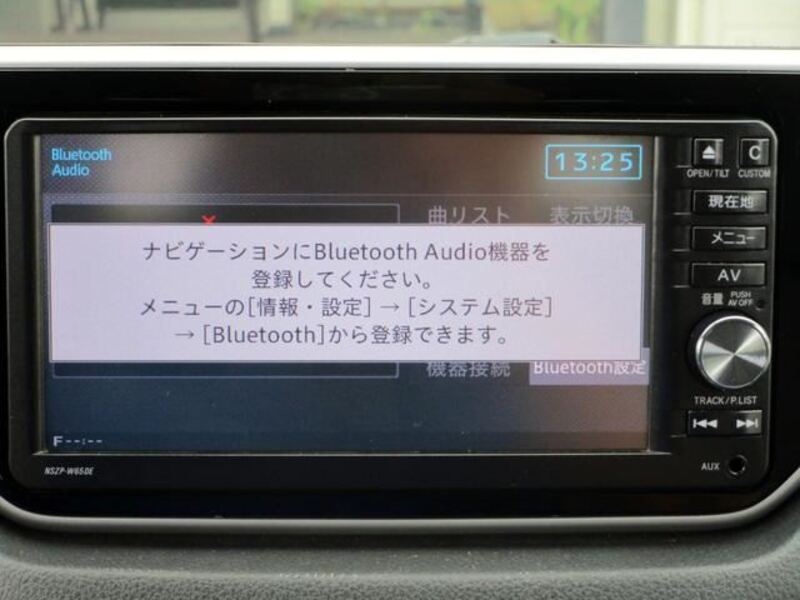 Bluetooth
Audio
13:25
曲リスト 表示切換
ナビゲーションにBluetooth Audio機器を
登録してください。
メニューの[情報・設定]→[システム設定]
→[Bluetooth]から登録できます。
機器接続 Bluetooth設定
F--:--
NSZP-W65DE
OPEN/TILT
C
CUSTOM
現在地
メニュー
AV
音量 PUSH
AV OFF
TRACK/P.LIST
AUX